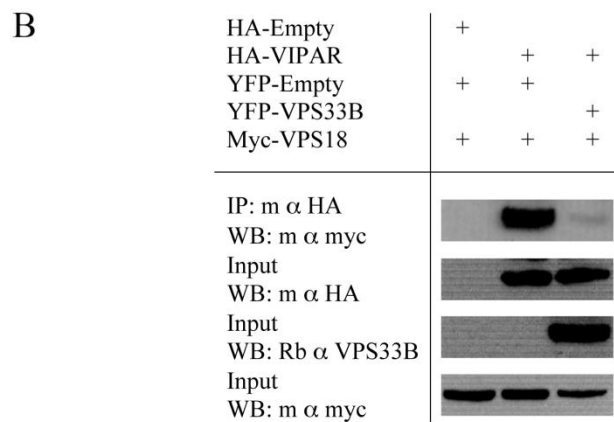 B
HA-Empty +
HA-VIPAR + +
YFP-Empty + +
YFP-VPS33B +
Myc-VPS18 + + +
IP: m α HA
WB: m α myc
Input
WB: m α HA
Input
WB: Rb α VPS33B
Input
WB: m α myc